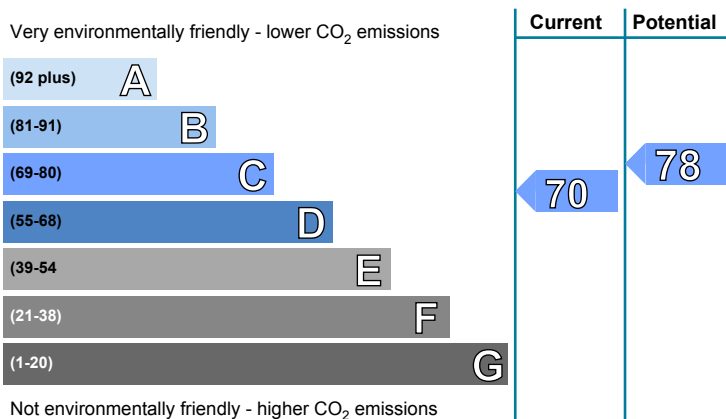 Current Potential
Very environmentally friendly - lower CO2 emissions
(92 plus) A
(81-91) B
(69-80) C
78
70
(55-68) D
(39-54 E
(21-38) F
(1-20) G
Not environmentally friendly - higher CO2 emissions